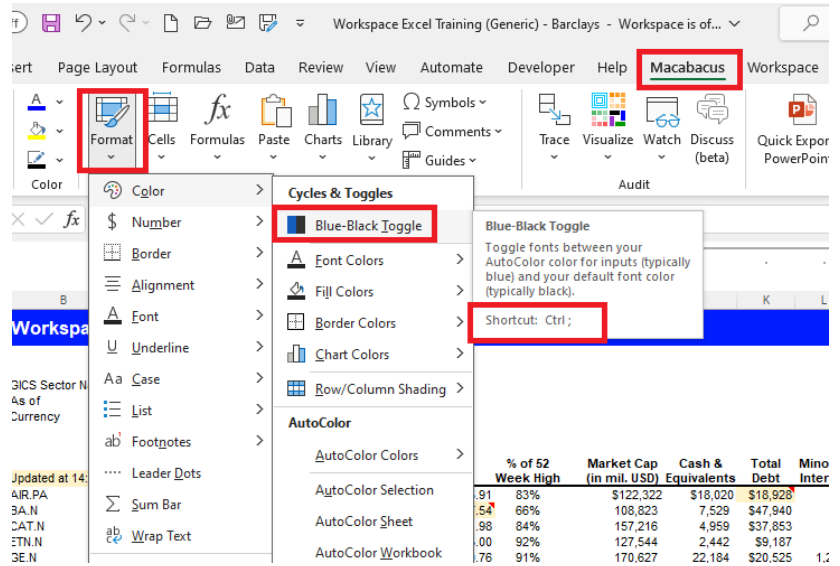 Workspace Excel Training (Generic) - Barclays - Workspace is of...
Page Layout Formulas Data Review View Automate Developer Help Macabacus Workspace
Format Cells Formulas Paste Charts Library
Symbols
Comments
Guides
Trace Visualize Watch Discuss (beta)
Quick Export
PowerPoint
Color Audit
fx
Color
Number
Border
Alignment
Font
Underline
Case
List
Footnotes
Leader Dots
Sum Bar
Wrap Text
Cycles & Toggles
Blue-Black Toggle
Font Colors
Fill Colors
Border Colors
Chart Colors
Row/Column Shading
AutoColor
AutoColor Colors
AutoColor Selection
AutoColor Sheet
AutoColor Workbook
Blue-Black Toggle
Toggle fonts between your
AutoColor color for inputs (typically
blue) and your default font color
(typically black).
Shortcut: Ctrl ;
B K L
Workspa
GICS Sector N
As of
Currency
Updated at 14:
% of 52 Market Cap Cash & Total Mino
Week High (in mil. USD) Equivalents Debt Inter
AIR.PA .91 83% $122,322 $18,020 $18,928
BA.N .54 66% 108,823 7,529 $47,940
CAT.N .98 84% 157,216 4,959 $37,853
ETN.N .00 92% 127,544 2,442 $9,187
GE.N 0.76 91% 170,627 22,184 $20,525 1,2